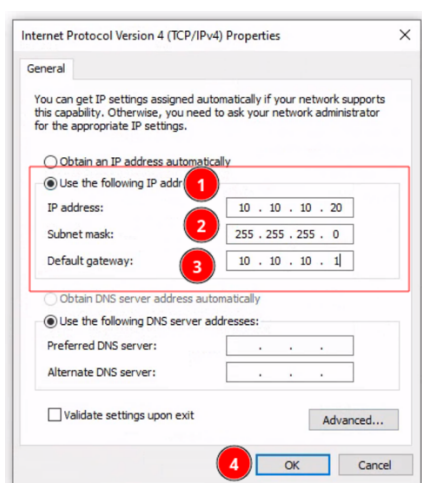 Internet Protocol Version 4 (TCP/IPv4) Properties
General
You can get IP settings assigned automatically if your network supports
this capability. Otherwise, you need to ask your network administrator
for the appropriate IP settings.
Obtain an IP address automatically
Use the following IP addr
1
IP address: 10 . 10 . 10 . 20
2
Subnet mask: 255 . 255 . 255 . 0
Default gateway: 10 . 10 . 10 . 1
3
Obtain DNS server address automatically
Use the following DNS server addresses:
Preferred DNS server: . . .
Alternate DNS server: . . .
Validate settings upon exit
Advanced...
4
OK Cancel